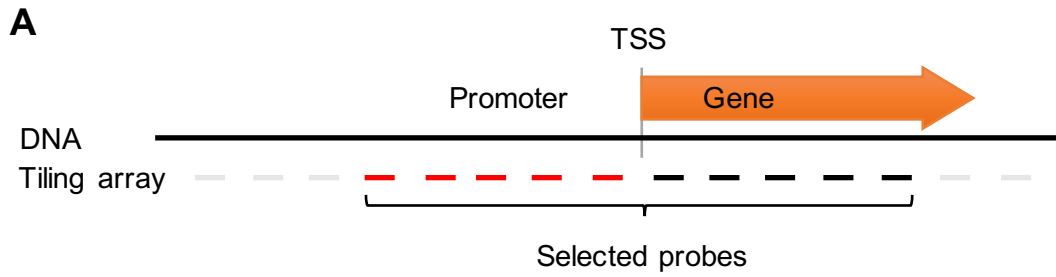 A
TSS
Promoter
Gene
DNA
Tiling array
Selected probes